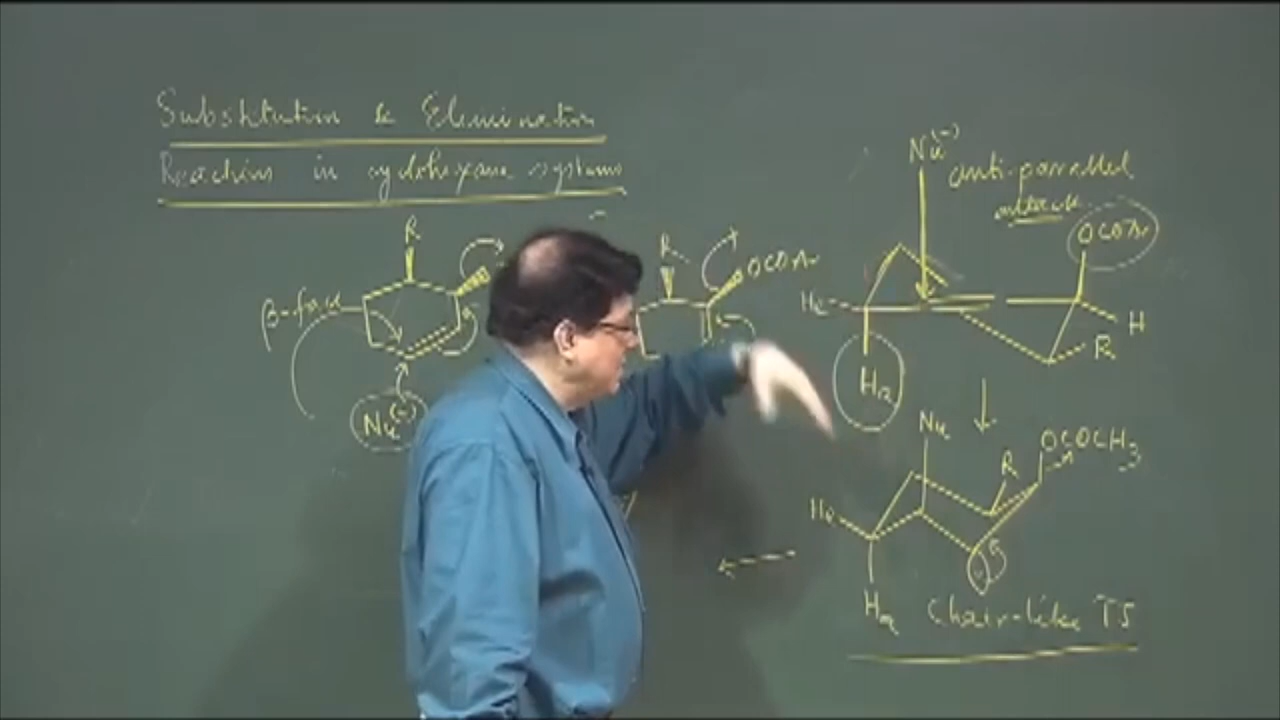 Substitution & Elimination
Reactions in cyclohexane systems
R
β-face
Nu(-)
R
OCOAr
Nu(-)
anti-parallel
attack
OCOAr
He
H
R
Ha
Nu
R
OCOCH3
He
Ha
Chair-like TS